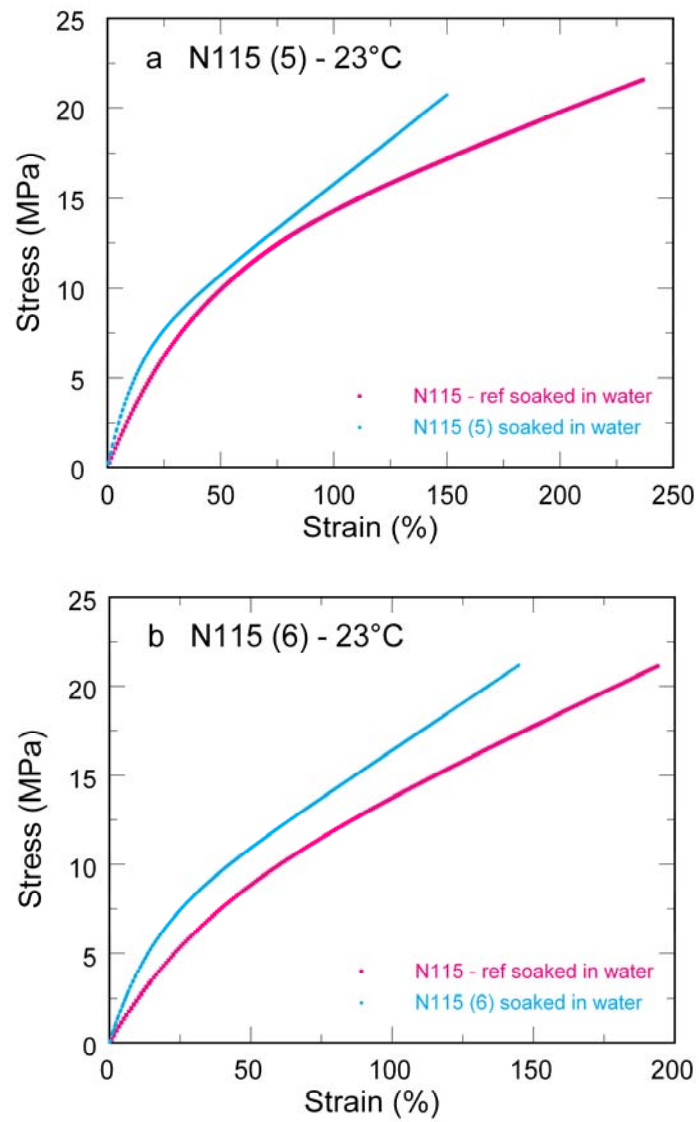 25
a N115 (5) - 23°C
20
15
10
5
0
Stress (MPa)
N115 - ref soaked in water
N115 (5) soaked in water
0 50 100 150 200 250
Strain (%)
25
b N115 (6) - 23°C
20
15
10
5
0
Stress (MPa)
N115 - ref soaked in water
N115 (6) soaked in water
0 50 100 150 200
Strain (%)